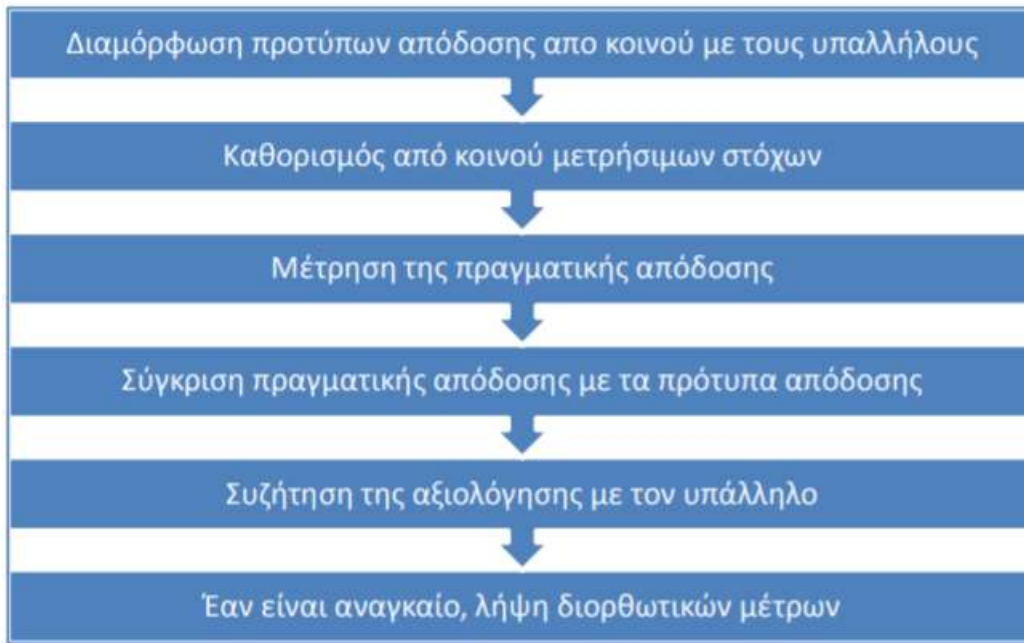 Διαμόρφωση προτύπων απόδοσης απο κοινού με τους υπαλλήλους
Καθορισμός από κοινού μετρήσιμων στόχων
Μέτρηση της πραγματικής απόδοσης
Σύγκριση πραγματικής απόδοσης με τα πρότυπα απόδοσης
Συζήτηση της αξιολόγησης με τον υπάλληλο
Έαν είναι αναγκαίο, λήψη διορθωτικών μέτρων